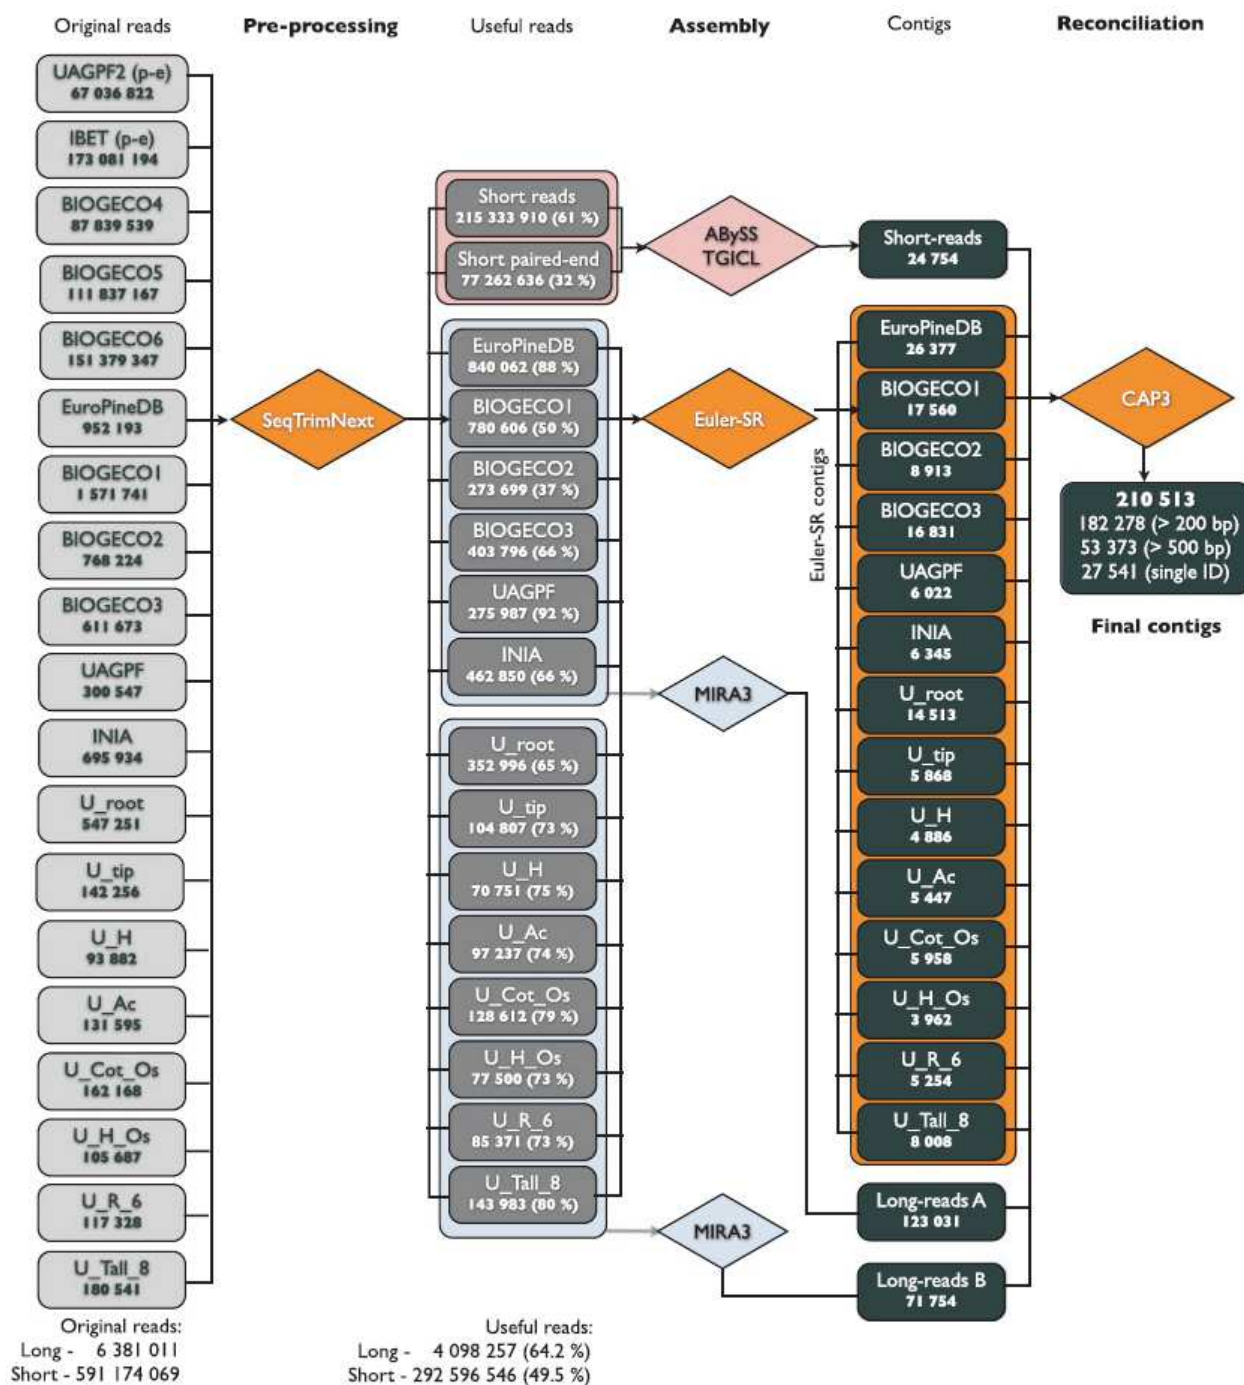 Original reads
Pre-processing
Useful reads
Assembly
Contigs
Reconciliation
UAGPF2 (p-e)
67 036 822
IBET (p-e)
173 081 194
BIOGECO4
87 839 539
BIOGECO5
111 837 167
BIOGECO6
151 379 347
EuroPineDB
952 193
BIOGECO1
1 571 741
BIOGECO2
768 224
BIOGECO3
611 673
UAGPF
300 547
INIA
695 934
U_root
547 251
U_tip
142 256
U_H
93 882
U_Ac
131 595
U_Cot_Os
162 168
U_H_Os
105 687
U_R_6
117 328
U_Tall_8
180 541
Original reads:
Long - 6 381 011
Short - 591 174 069
SeqTrimNext
Short reads
215 333 910 (61 %)
Short paired-end
77 262 636 (32 %)
EuroPineDB
840 062 (88 %)
BIOGECO1
780 606 (50 %)
BIOGECO2
273 699 (37 %)
BIOGECO3
403 796 (66 %)
UAGPF
275 987 (92 %)
INIA
462 850 (66 %)
U_root
352 996 (65 %)
U_tip
104 807 (73 %)
U_H
70 751 (75 %)
U_Ac
97 237 (74 %)
U_Cot_Os
128 612 (79 %)
U_H_Os
77 500 (73 %)
U_R_6
85 371 (73 %)
U_Tall_8
143 983 (80 %)
Useful reads:
Long - 4 098 257 (64.2 %)
Short - 292 596 546 (49.5 %)
ABySS
TGICL
Euler-SR
MIRA3
MIRA3
Short-reads
24 754
Euler-SR contigs
EuroPineDB
26 377
BIOGECO1
17 560
BIOGECO2
8 913
BIOGECO3
16 831
UAGPF
6 022
INIA
6 345
U_root
14 513
U_tip
5 868
U_H
4 886
U_Ac
5 447
U_Cot_Os
5 958
U_H_Os
3 962
U_R_6
5 254
U_Tall_8
8 008
Long-reads A
123 031
Long-reads B
71 754
CAP3
210 513
182 278 (> 200 bp)
53 373 (> 500 bp)
27 541 (single ID)
Final contigs